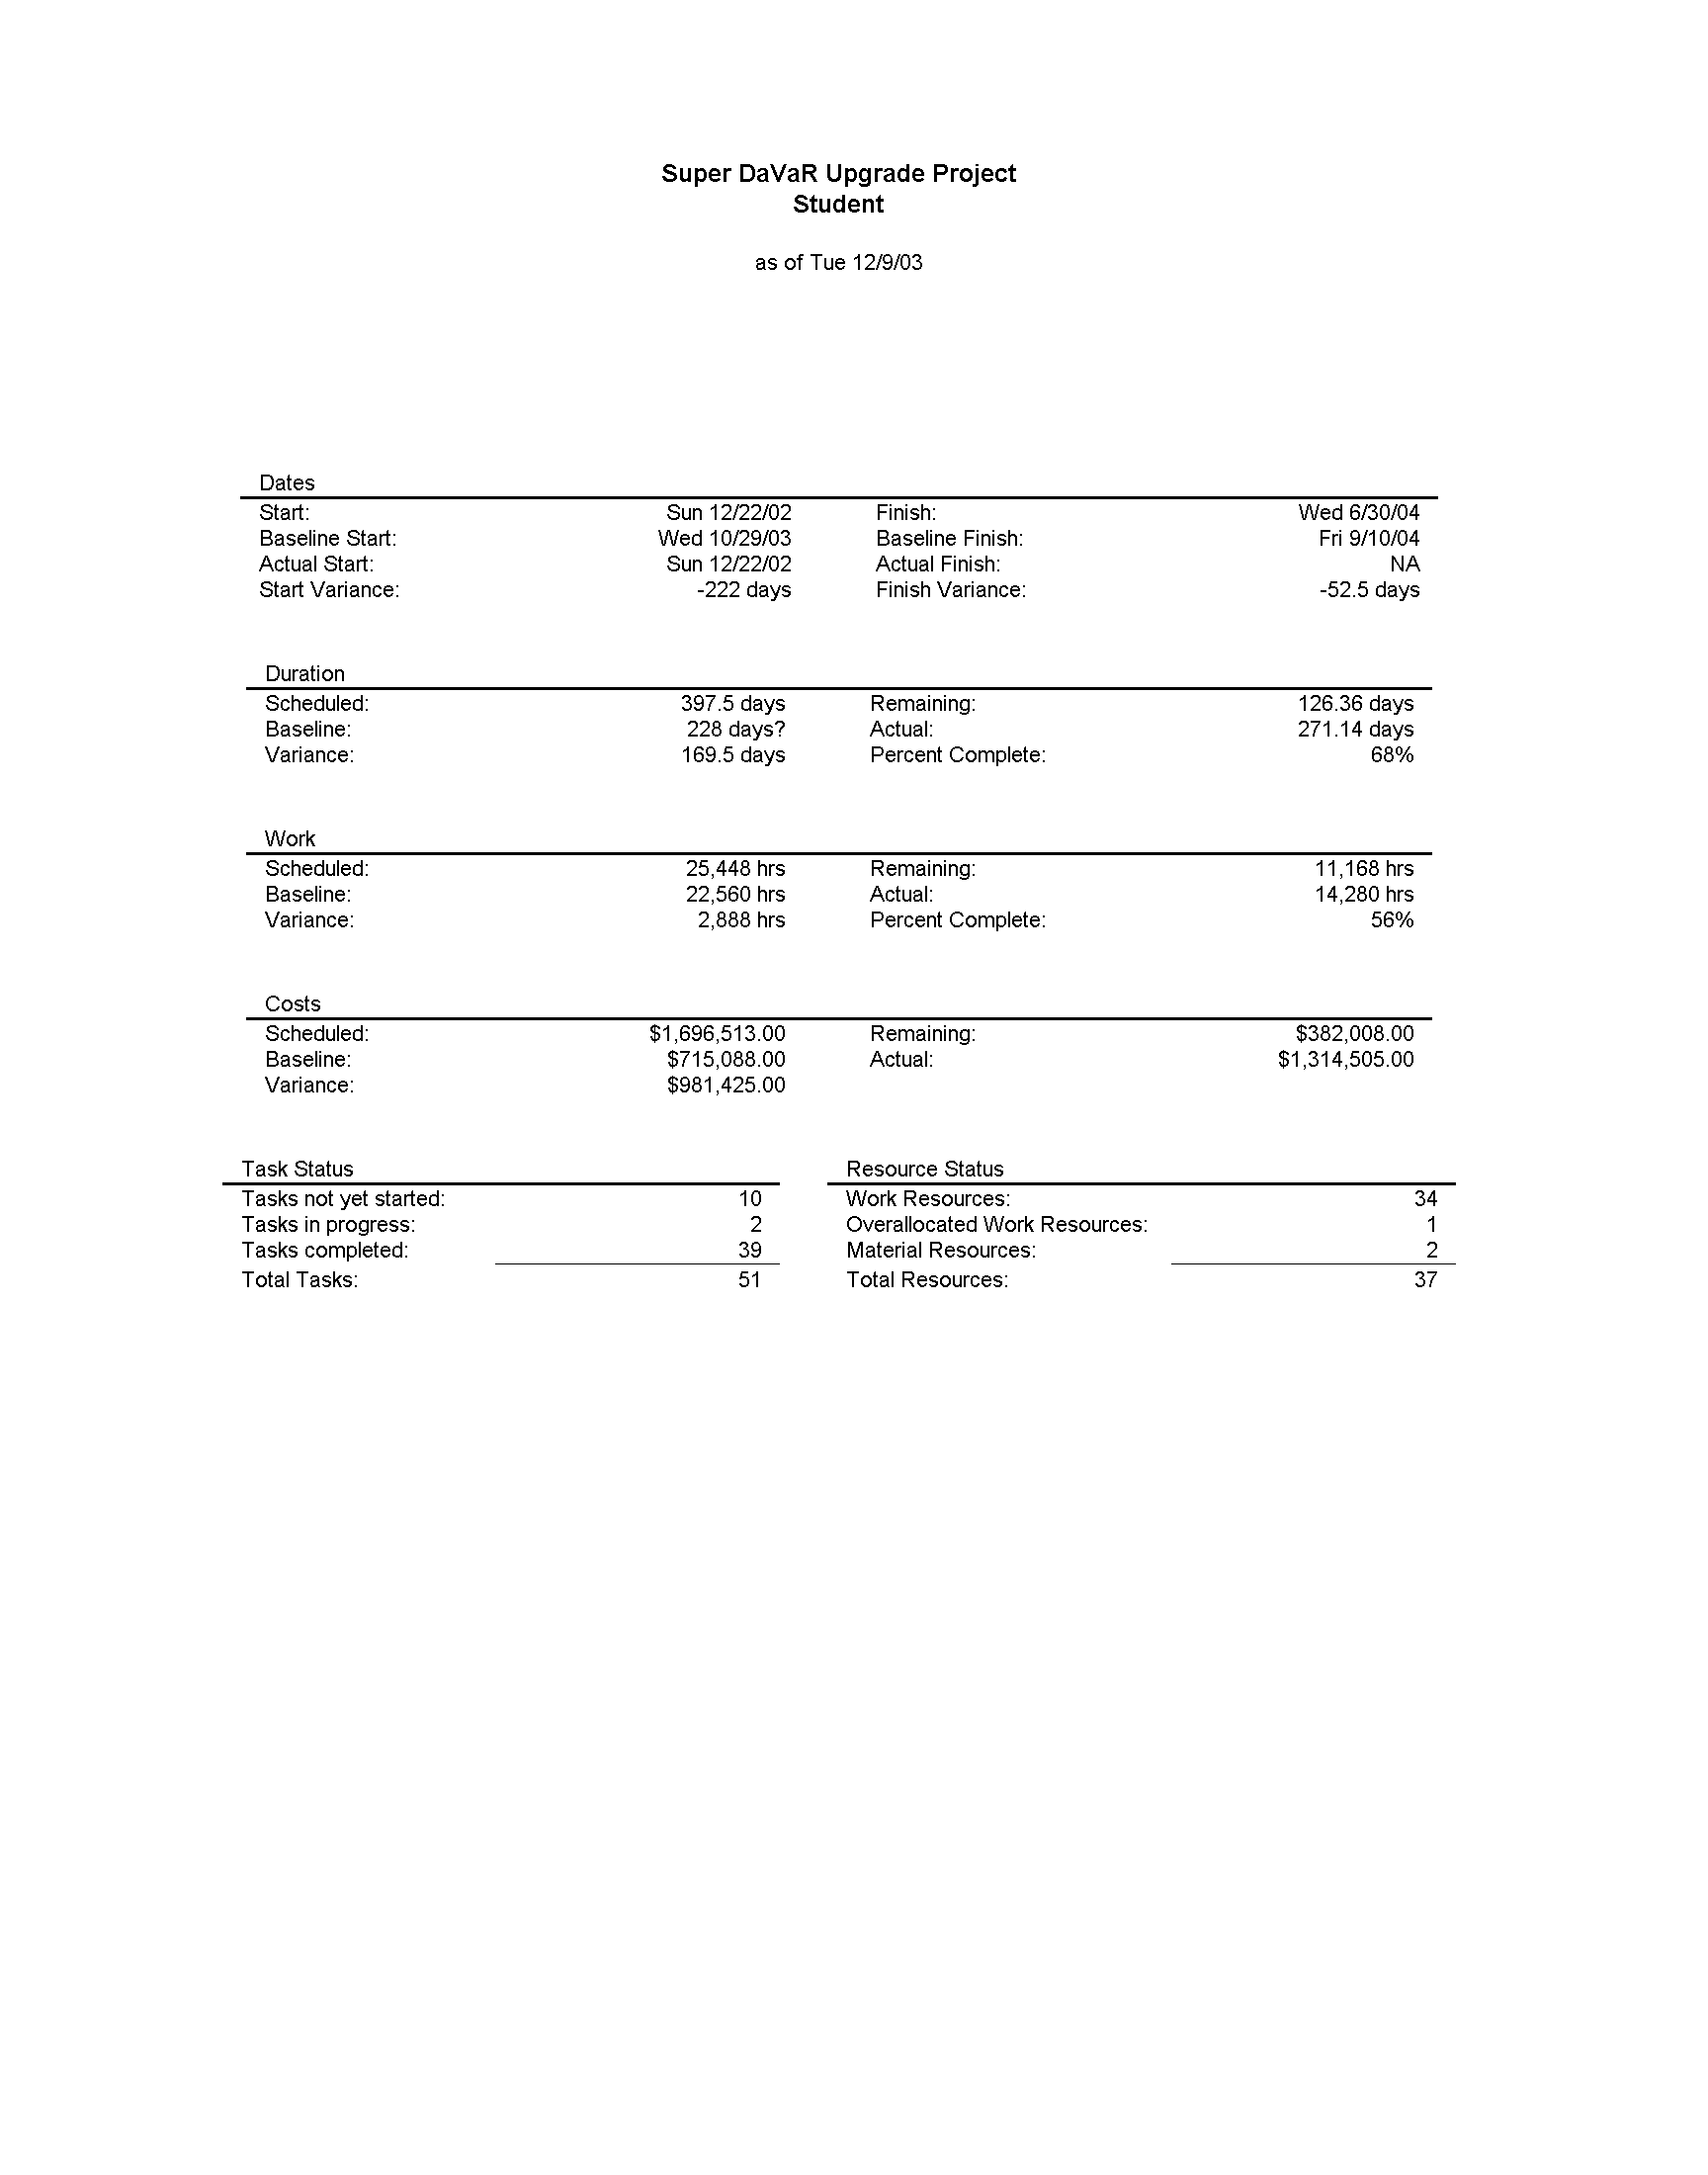 Super DaVaR Upgrade Project
Student
as of Tue 12/9/03
Dates
Start: Sun 12/22/02 Finish: Wed 6/30/04
Baseline Start: Wed 10/29/03 Baseline Finish: Fri 9/10/04
Actual Start: Sun 12/22/02 Actual Finish: NA
Start Variance: -222 days Finish Variance: -52.5 days
Duration
Scheduled: 397.5 days Remaining: 126.36 days
Baseline: 228 days? Actual: 271.14 days
Variance: 169.5 days Percent Complete: 68%
Work
Scheduled: 25,448 hrs Remaining: 11,168 hrs
Baseline: 22,560 hrs Actual: 14,280 hrs
Variance: 2,888 hrs Percent Complete: 56%
Costs
Scheduled: $1,696,513.00 Remaining: $382,008.00
Baseline: $715,088.00 Actual: $1,314,505.00
Variance: $981,425.00
Task Status Resource Status
Tasks not yet started: 10 Work Resources: 34
Tasks in progress: 2 Overallocated Work Resources: 1
Tasks completed: 39 Material Resources: 2
Total Tasks: 51 Total Resources: 37